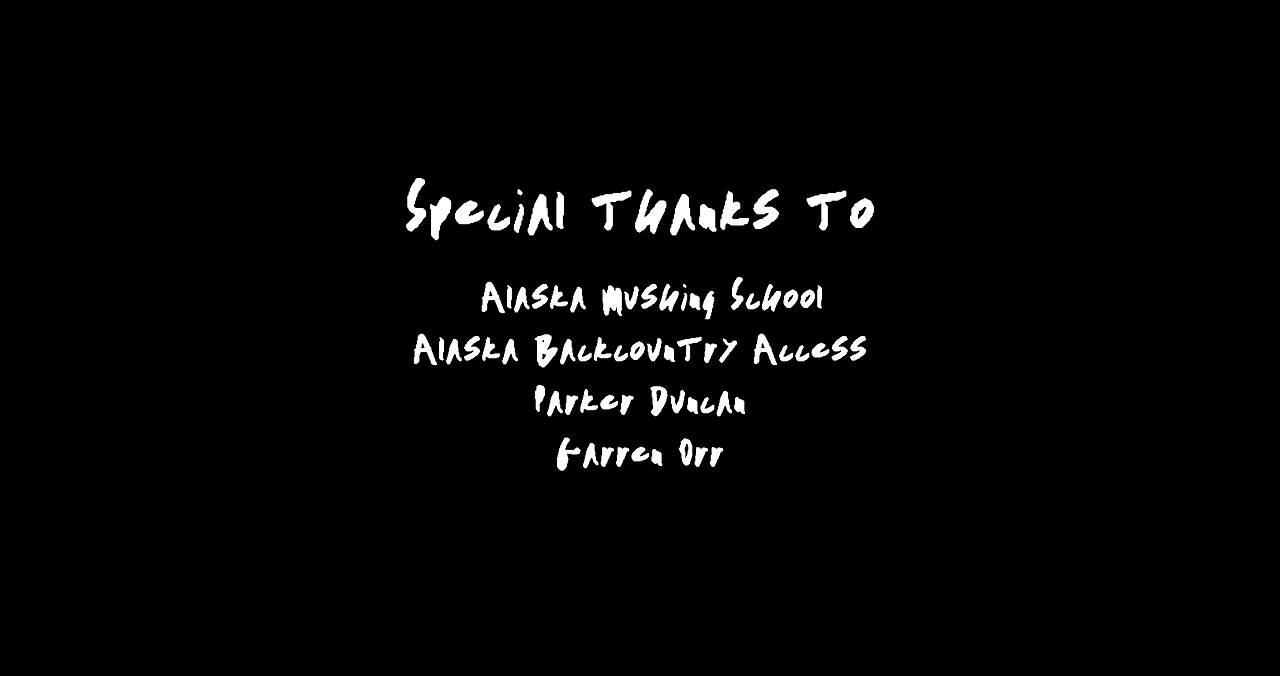 Special Thanks To
Alaska Mushing School
Alaska Backcountry Access
Parker Duncan
Garren Orr